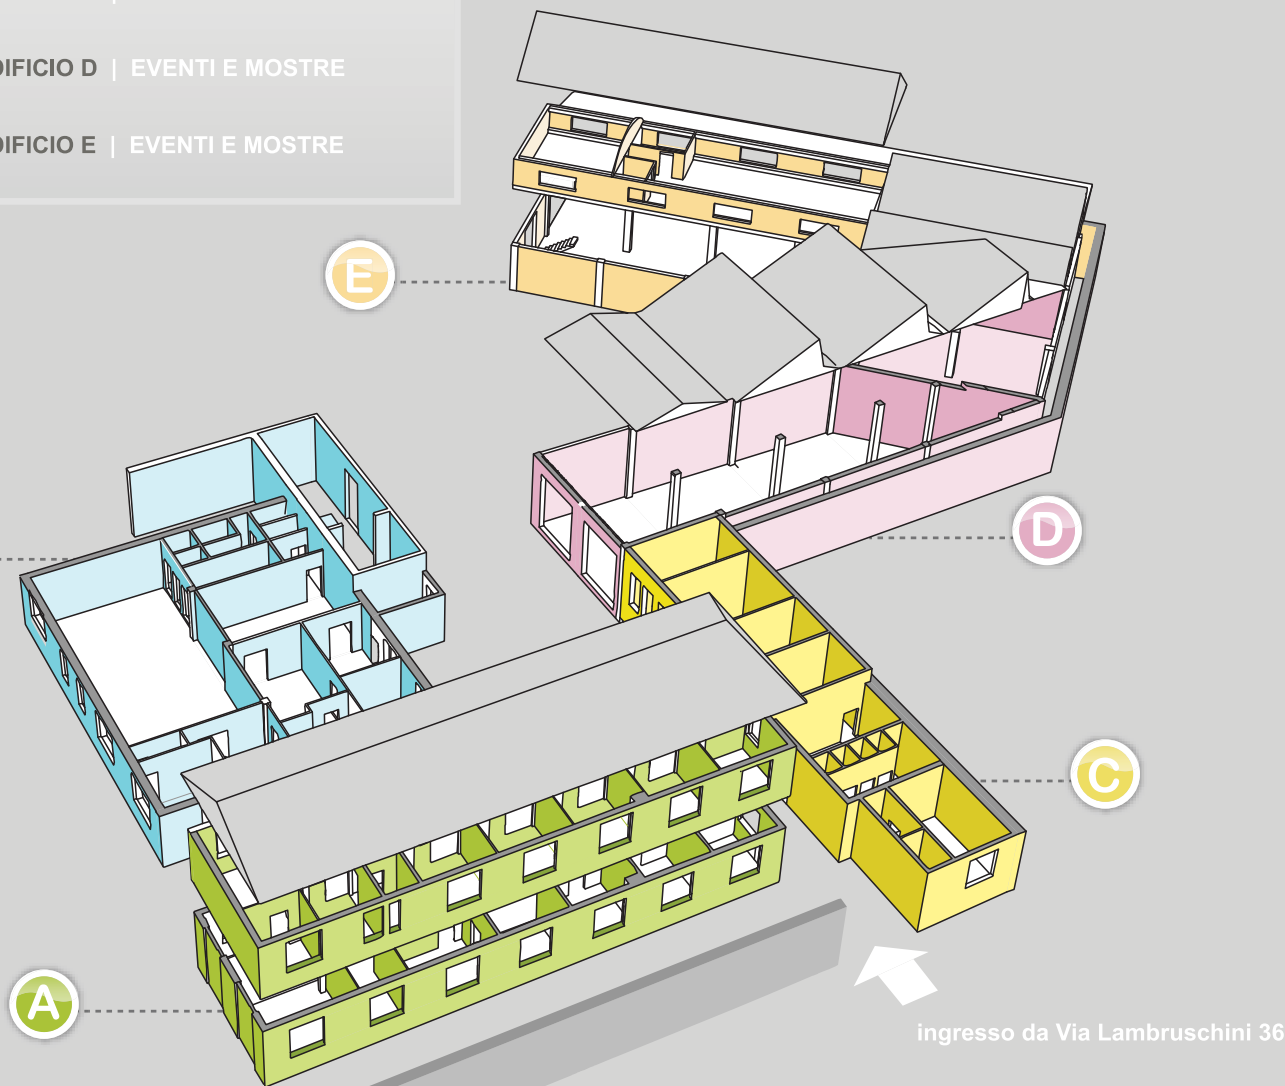 DIFICIO D | EVENTI E MOSTRE
DIFICIO E | EVENTI E MOSTRE
E
D
C
A
ingresso da Via Lambruschini 36